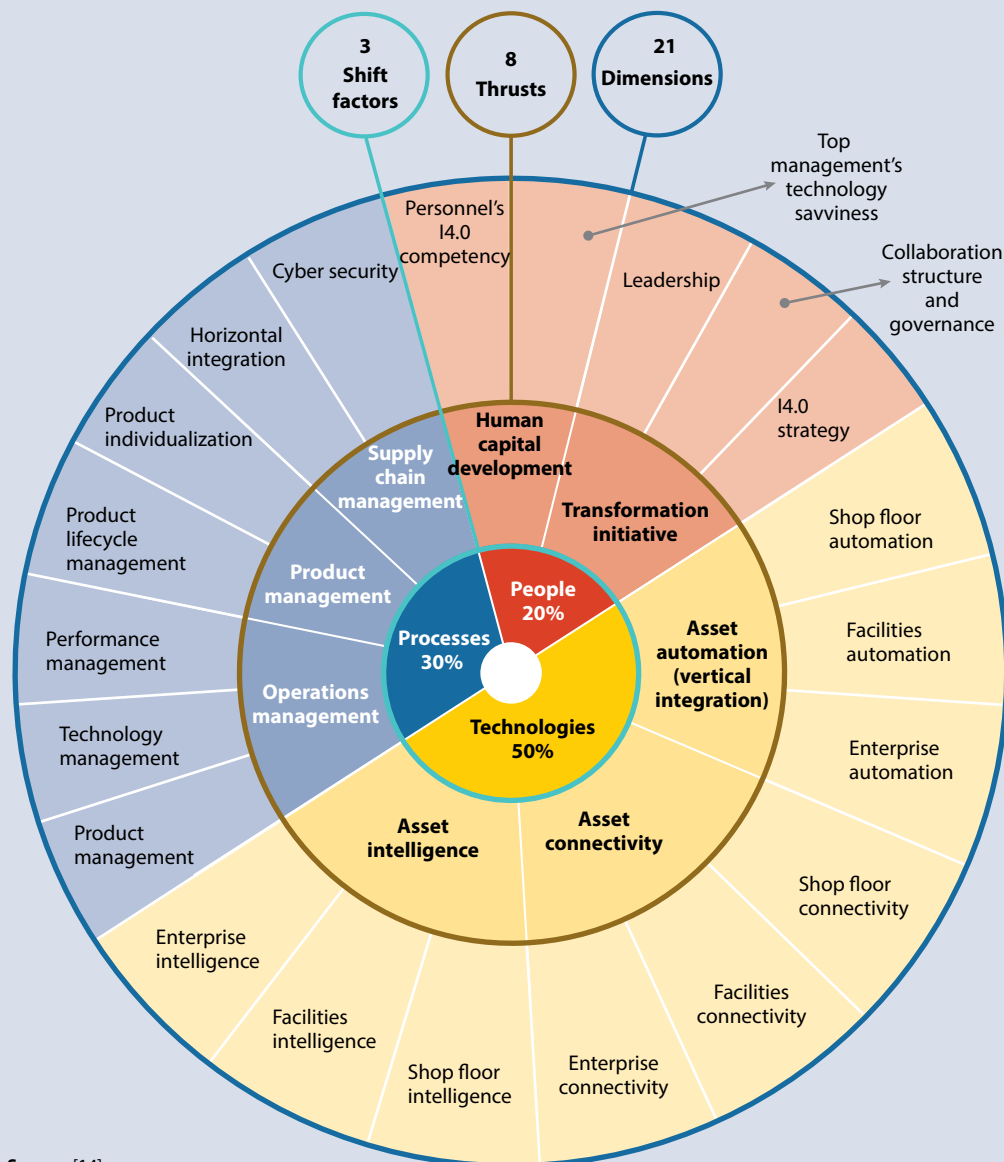 3
Shift
factors
8
Thrusts
21
Dimensions
Top
management's
technology
savviness
Collaboration
structure
and
governance
Personnel's
I4.0
competency
Leadership
I4.0
strategy
Cyber security
Horizontal
integration
Product
individualization
Product
lifecycle
management
Performance
management
Technology
management
Product
management
Human
capital
development
Transformation
initiative
Supply
chain
management
Product
management
Operations
management
People
20%
Processes
30%
Technologies
50%
Asset
automation
(vertical
integration)
Asset
connectivity
Asset
intelligence
Shop floor
automation
Facilities
automation
Enterprise
automation
Shop floor
connectivity
Facilities
connectivity
Enterprise
connectivity
Shop floor
intelligence
Facilities
intelligence
Enterprise
intelligence